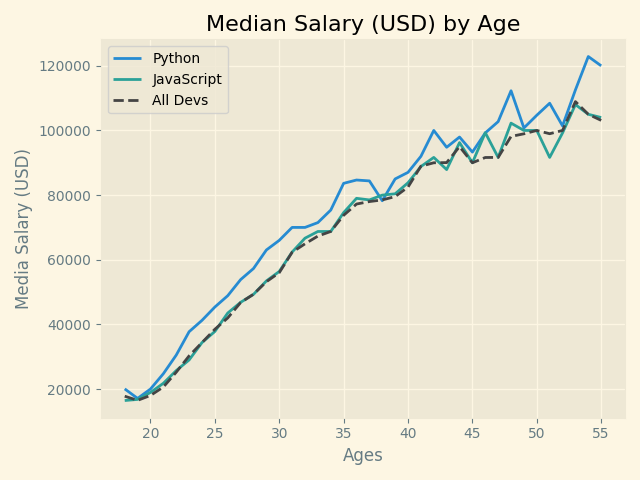 Median Salary (USD) by Age
Python
JavaScript
All Devs
Media Salary (USD)
120000
100000
80000
60000
40000
20000
20 25 30 35 40 45 50 55
Ages